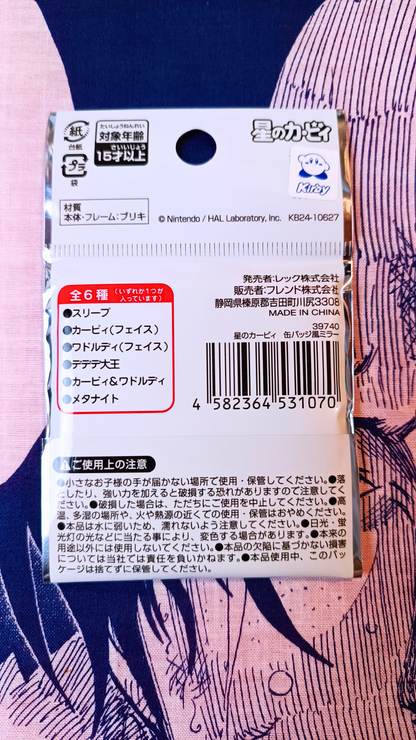 紙
台紙
たいしょうねんれい
対象年齢
さいいじょう
15才以上
プラ
袋
星のカービィ
Kirby
材質
本体・フレーム:ブリキ
© Nintendo / HAL Laboratory, Inc. KB24-10627
全6種(いずれか1つが入っています)
●スリープ
●カービィ(フェイス)
●ワドルディ(フェイス)
●デデデ大王
●カービィ&ワドルディ
●メタナイト
発売者:レック株式会社
販売者:フレンド株式会社
静岡県榛原郡吉田町川尻3308
MADE IN CHINA
39740
星のカービィ 缶バッジ風ミラー
4 582364 531070
⚠ご使用上の注意
●小さなお子様の手が届かない場所で使用・保管してください。●落
としたり、強い力を加えると破損する恐れがありますので注意してく
ださい。●破損した場合は、ただちにご使用を中止してください。●高
温、多湿の場所や、火や熱源の近くでの使用・保管はおやめください。
●本品は水に弱いため、濡れないよう注意してください。●日光・蛍
光灯の光などに当たる事により、変色する場合があります。●本来の
用途以外には使用しないでください。●本品の欠陥に基づかない損害
については当社では責任を負いかねます。●本品使用中、このパッ
ケージは捨てずに保管してください。